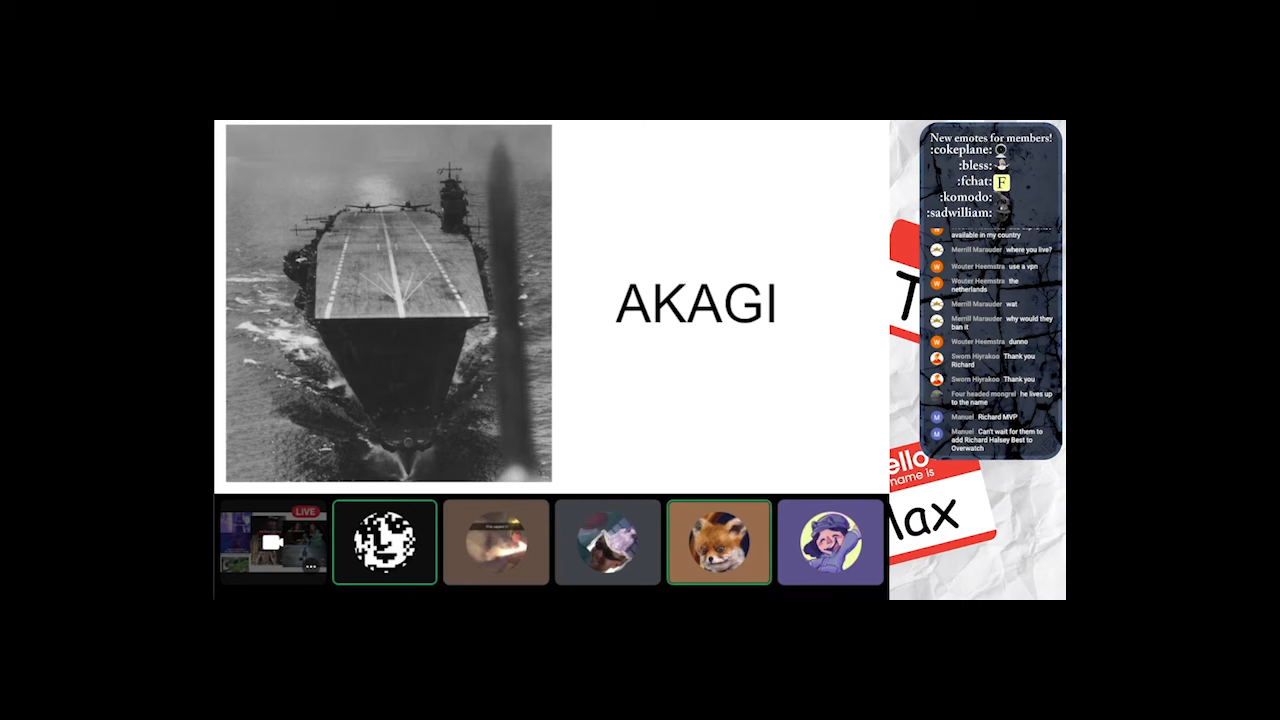 AKAGI
LIVE
New emotes for members!
:cokeplane:
:bless:
:fchat: F
:komodo:
:sadwilliam:
available in my country
Merrill Marauder where you live?
Wouter Heemstra use a vpn
Wouter Heemstra the
netherlands
Merrill Marauder wat
Merrill Marauder why would they
ban it
Wouter Heemstra dunno
Sworn Hiyrakoo Thank you
Richard
Sworn Hiyrakoo Thank you
Four headed mongrel he lives up
to the name
M Manuel Richard MVP
M Manuel Can't wait for them to
add Richard Halsey Best to
Overwatch
ello
name is
lax